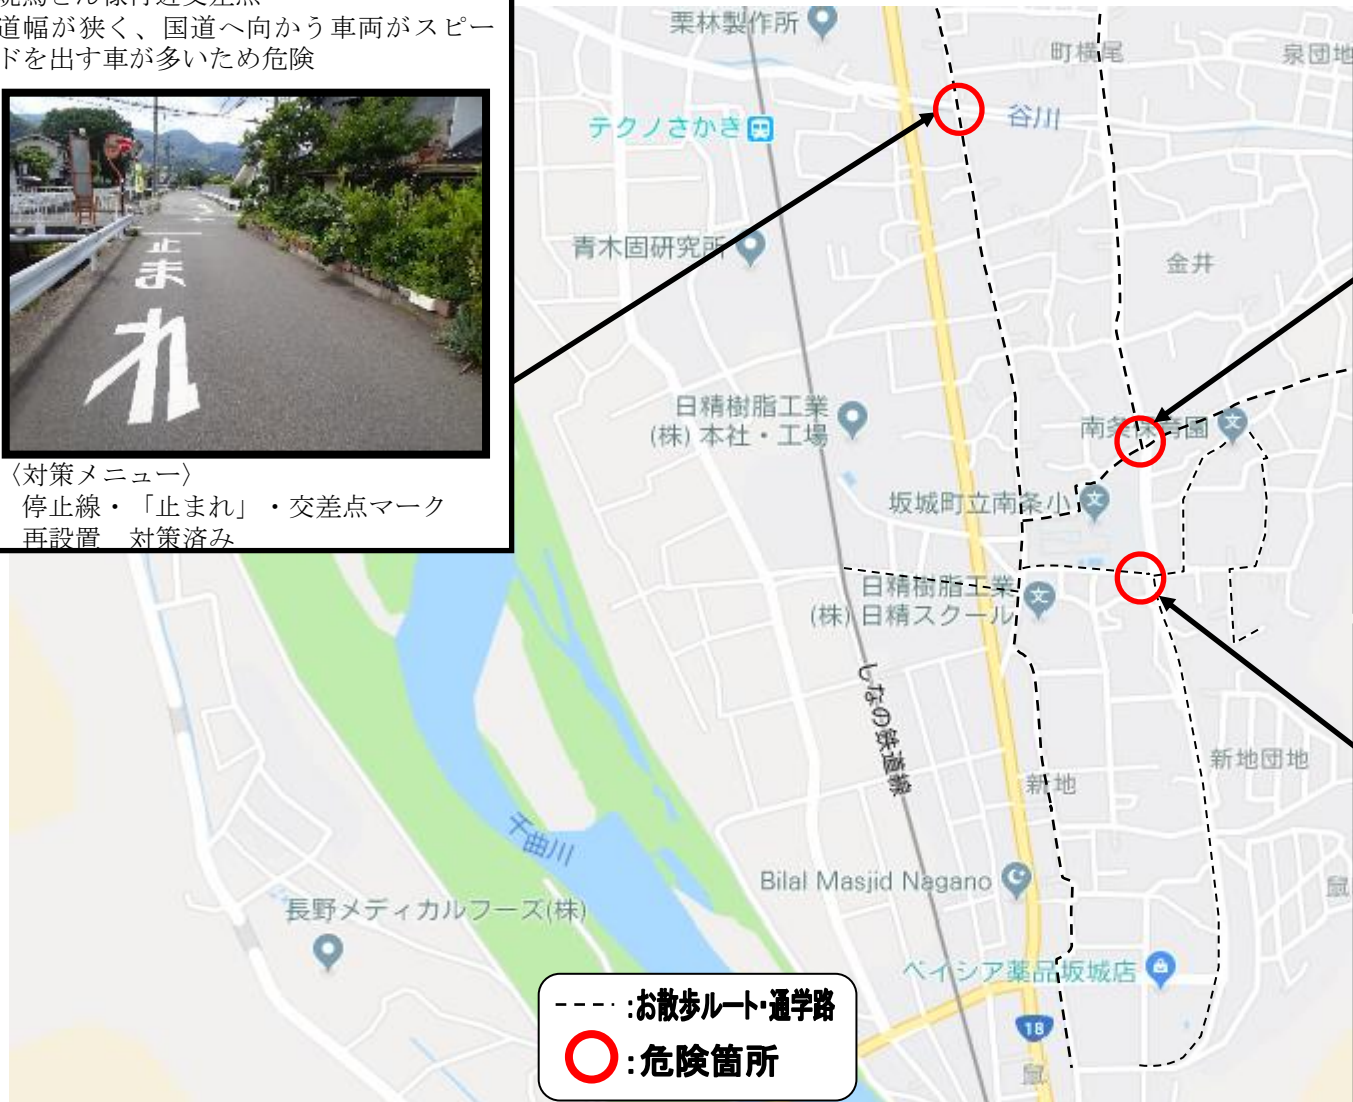 道幅が狭く、国道へ向かう車両がスピー
ドを出す車が多いため危険
止まれ
〈対策メニュー〉
停止線・「止まれ」・交差点マーク
再設置 対策済み
栗林製作所
町横尾
泉団地
テクノさかき
谷川
青木固研究所
金井
日精樹脂工業
(株) 本社・工場
南条保育園
坂城町立南条小
日精樹脂工業
(株) 日精スクール
しなの鉄道線
新地団地
新地
千曲川
Bilal Masjid Nagano
鼠
長野メディカルフーズ(株)
ベイシア薬品坂城店
18
鼠
:お散歩ルート・通学路
:危険箇所